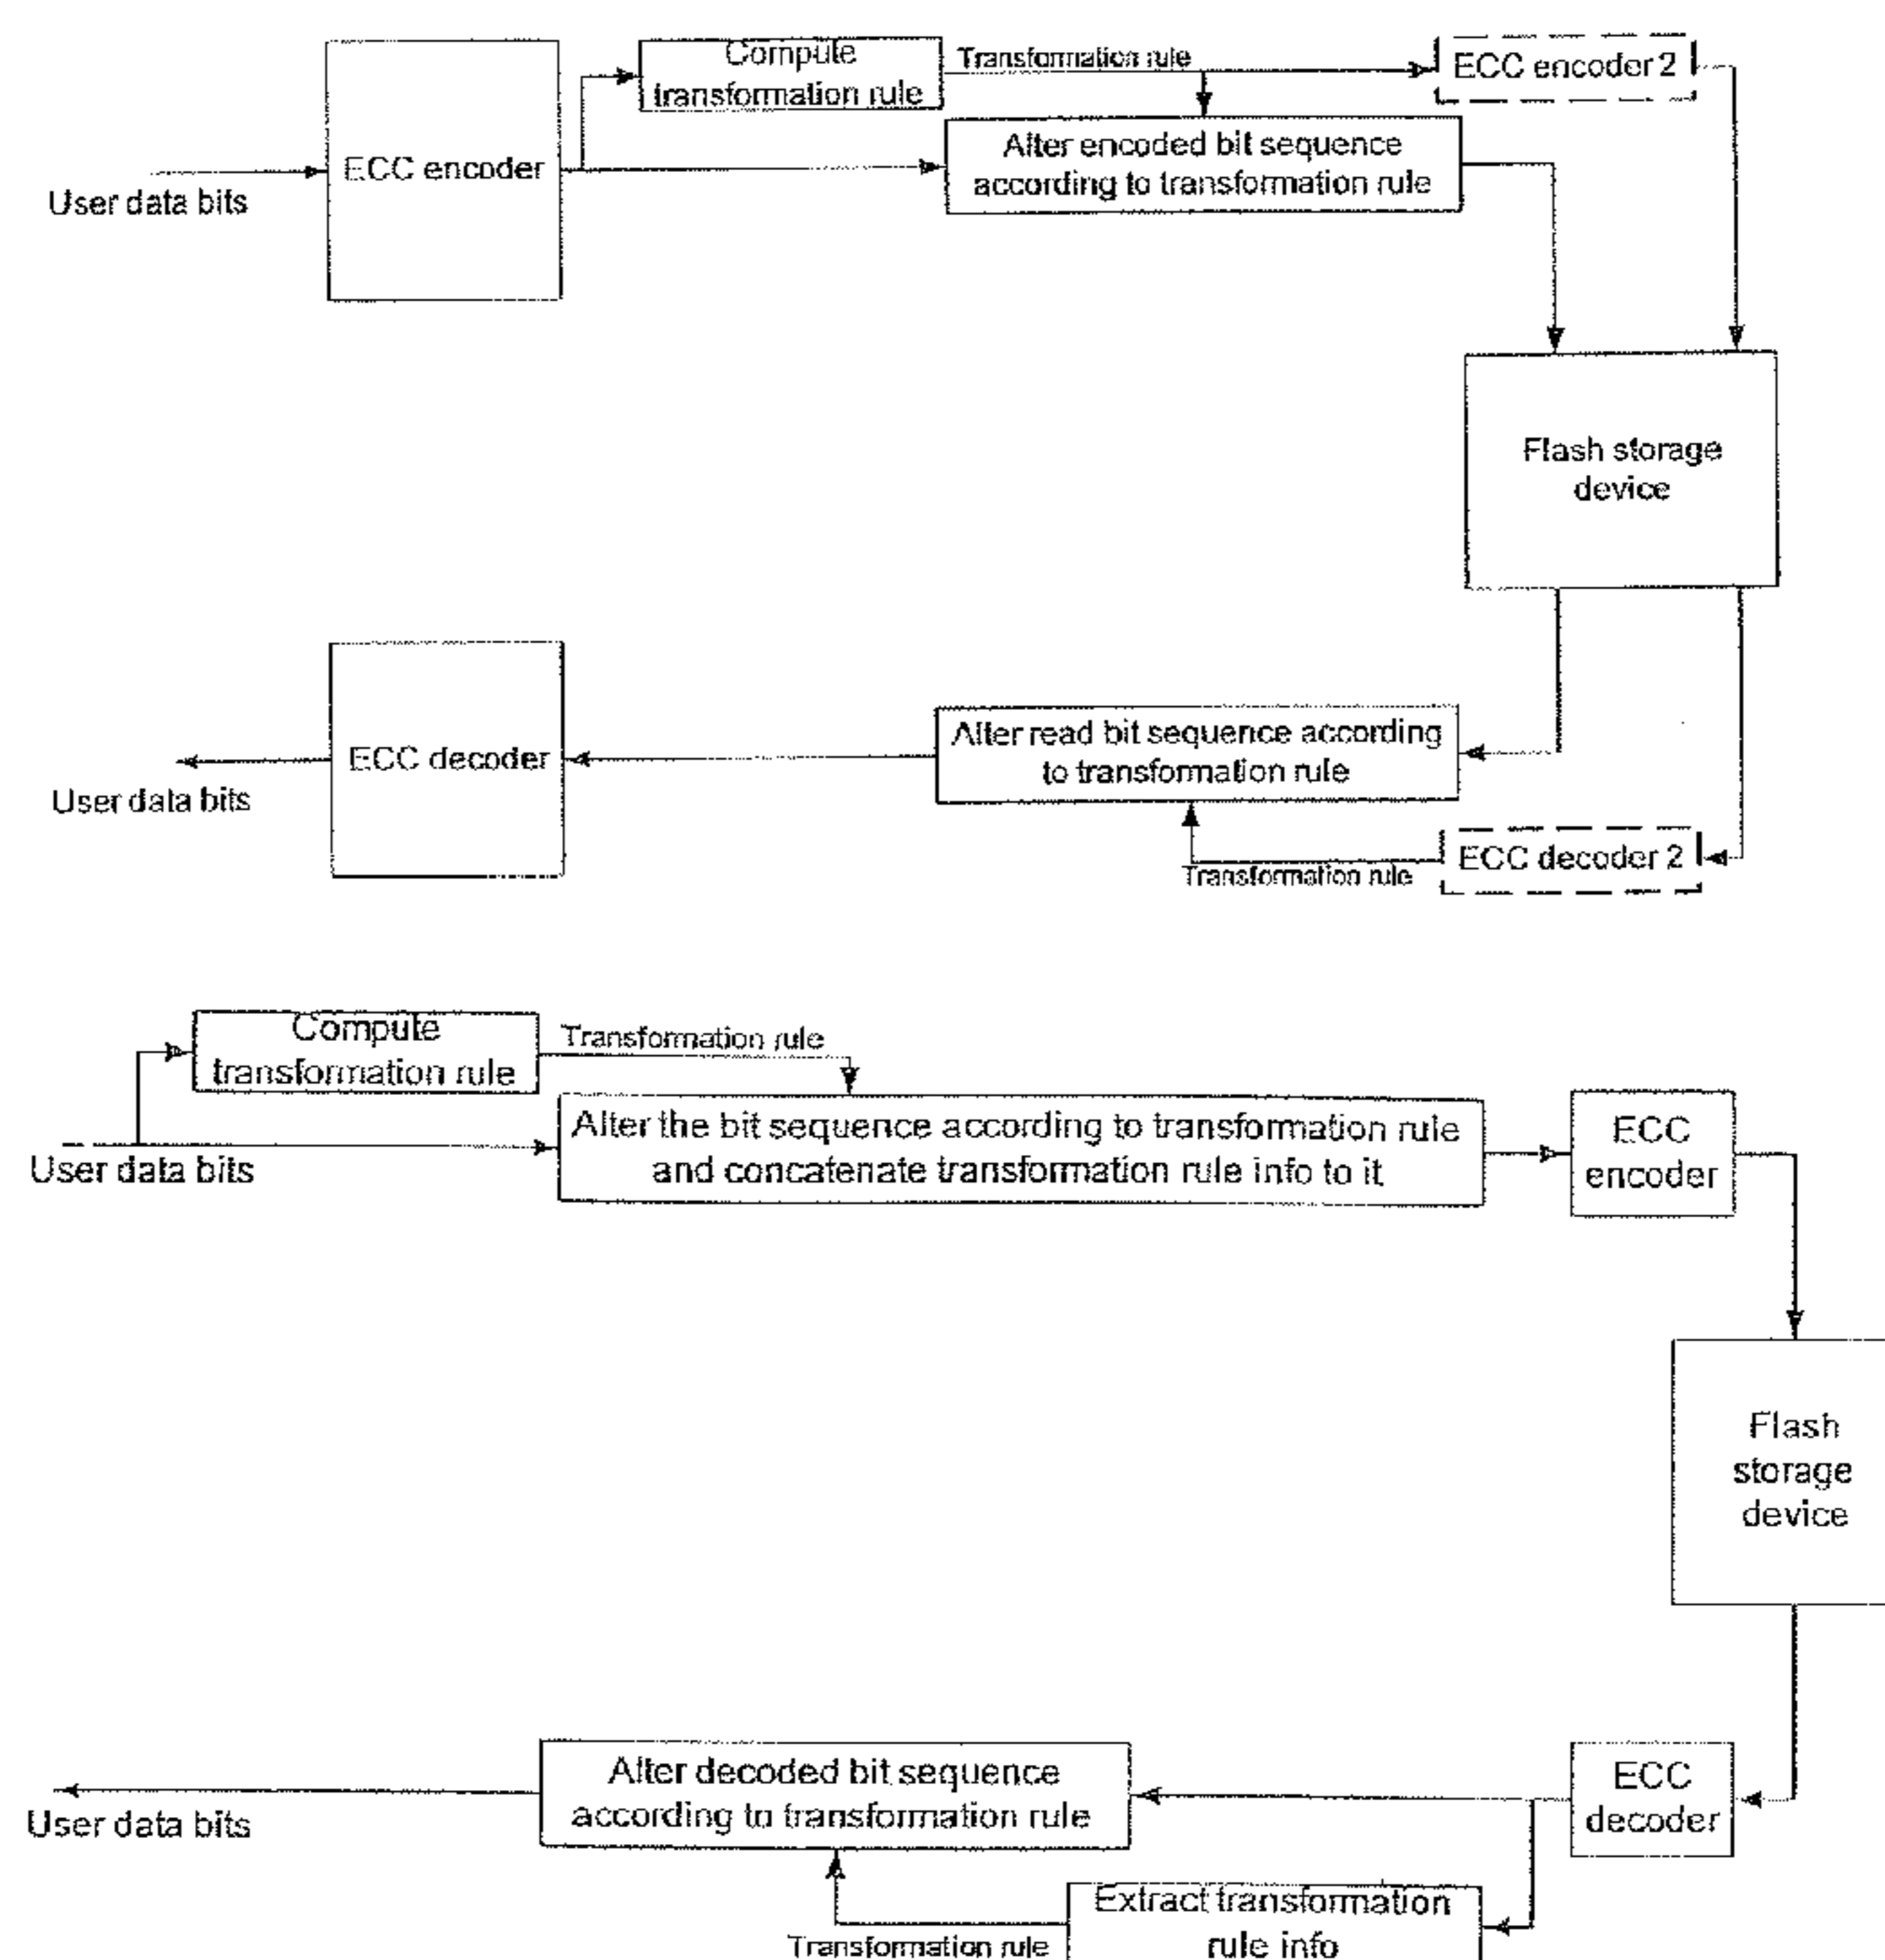 Compute
transformation rule
Transformation rule
ECC encoder 2
ECC encoder
Alter encoded bit sequence
according to transformation rule
User data bits
Flash storage
device
ECC decoder
Alter read bit sequence according
to transformation rule
User data bits
ECC decoder 2
Transformation rule
Compute
transformation rule
Transformation rule
Alter the bit sequence according to transformation rule
and concatenate transformation rule info to it
ECC
encoder
User data bits
Flash
storage
device
Alter decoded bit sequence
according to transformation rule
ECC
decoder
User data bits
Extract transformation
rule info
Transformation rule